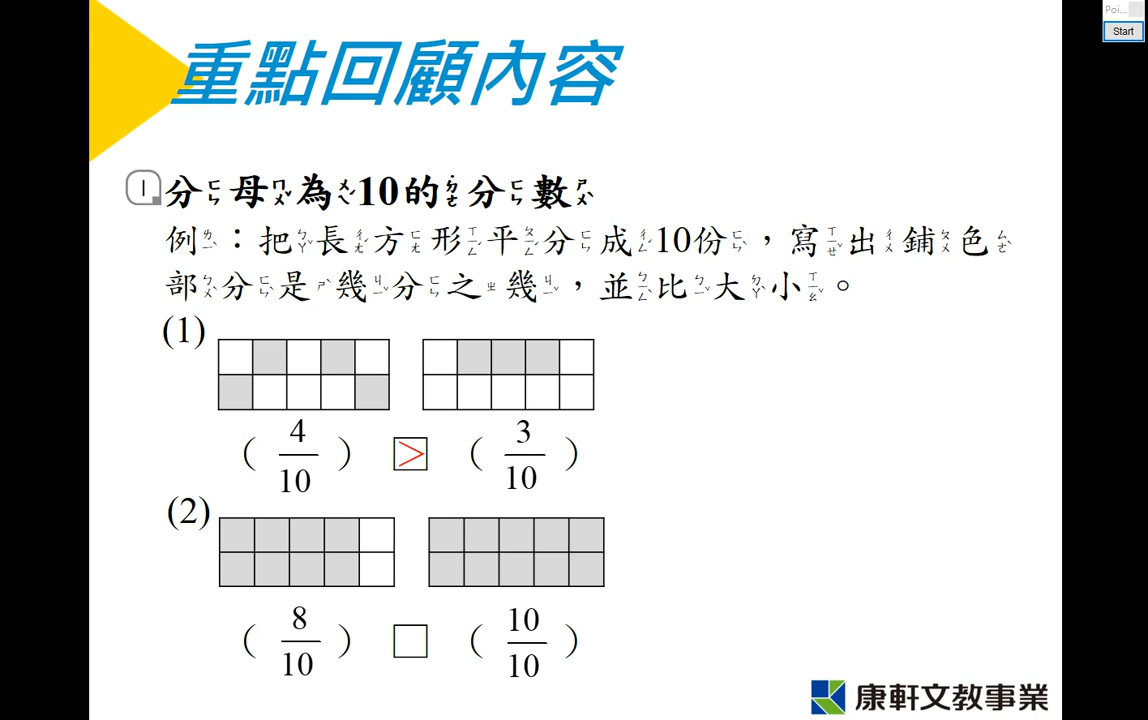 Poi...
Start
重點回顧內容
1 分母為10的分數
例：把長方形平分成10份，寫出鋪色
部分是幾分之幾，並比大小。
(1)
( 4/10 ) > ( 3/10 )
(2)
( 8/10 ) □ ( 10/10 )
康軒文教事業